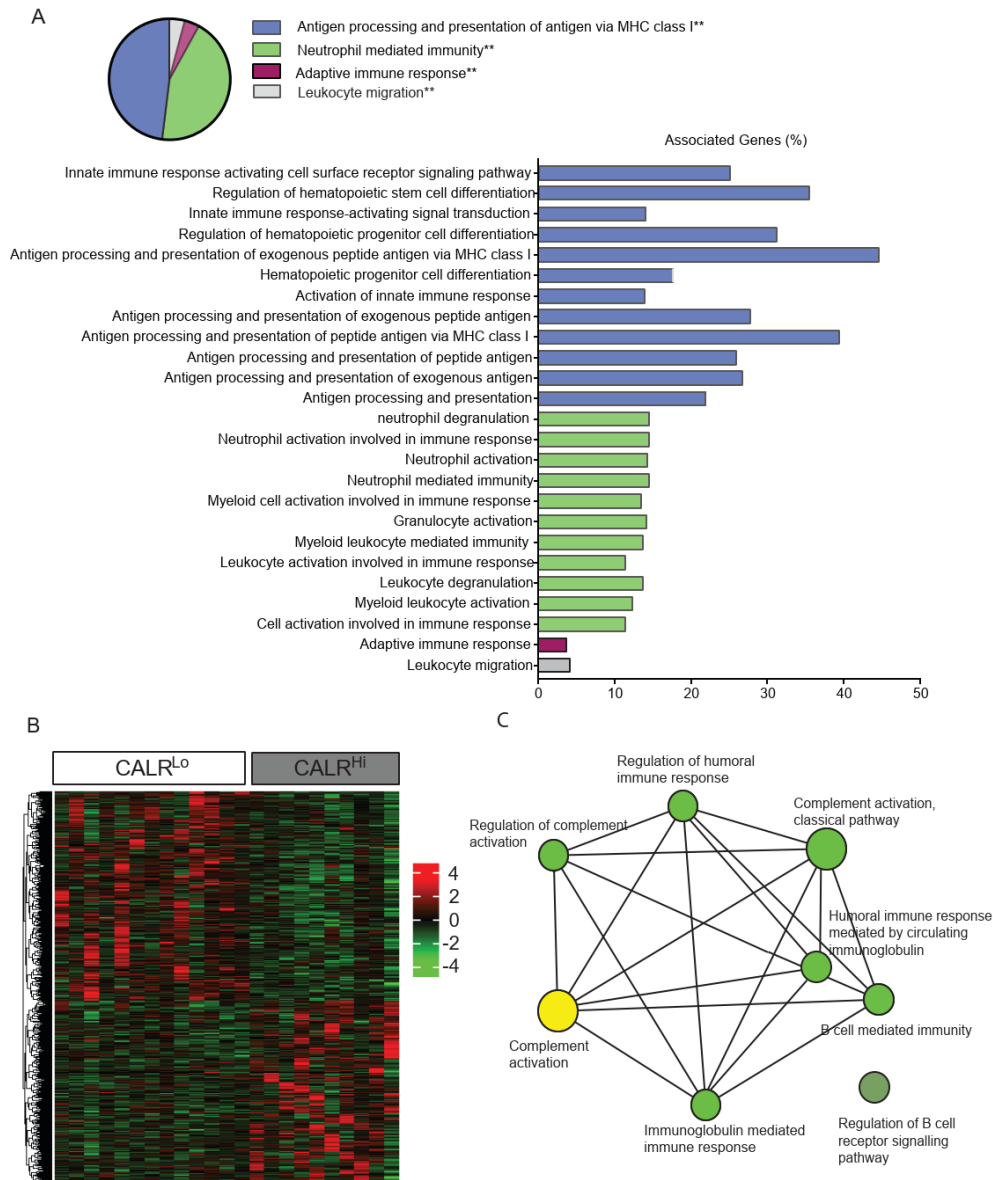 A
Antigen processing and presentation of antigen via MHC class I**
Neutrophil mediated immunity**
Adaptive immune response**
Leukocyte migration**
Associated Genes (%)
Innate immune response activating cell surface receptor signaling pathway
Regulation of hematopoietic stem cell differentiation
Innate immune response-activating signal transduction
Regulation of hematopoietic progenitor cell differentiation
Antigen processing and presentation of exogenous peptide antigen via MHC class I
Hematopoietic progenitor cell differentiation
Activation of innate immune response
Antigen processing and presentation of exogenous peptide antigen
Antigen processing and presentation of peptide antigen via MHC class I
Antigen processing and presentation of peptide antigen
Antigen processing and presentation of exogenous antigen
Antigen processing and presentation
neutrophil degranulation
Neutrophil activation involved in immune response
Neutrophil activation
Neutrophil mediated immunity
Myeloid cell activation involved in immune response
Granulocyte activation
Myeloid leukocyte mediated immunity
Leukocyte activation involved in immune response
Leukocyte degranulation
Myeloid leukocyte activation
Cell activation involved in immune response
Adaptive immune response
Leukocyte migration
0 10 20 30 40 50
B
CALRLo CALRHi
4
2
0
-2
-4
C
Regulation of humoral
immune response
Complement activation,
classical pathway
Regulation of complement
activation
Humoral immune response
mediated by circulating
immunoglobulin
B cell mediated immunity
Complement
activation
Immunoglobulin mediated
immune response
Regulation of B cell
receptor signalling
pathway